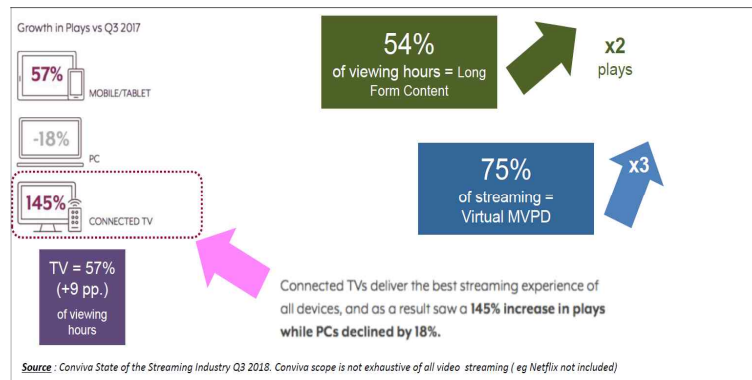 Growth in Plays vs Q3 2017
57%
MOBILE/TABLET
-18%
PC
145%
CONNECTED TV
TV = 57%
(+9 pp.)
of viewing
hours
54%
of viewing hours = Long
Form Content
x2
plays
75%
of streaming =
Virtual MVPD
x3
Connected TVs deliver the best streaming experience of
all devices, and as a result saw a 145% increase in plays
while PCs declined by 18%.
Source : Conviva State of the Streaming Industry Q3 2018. Conviva scope is not exhaustive of all video streaming ( eg Netflix not included)